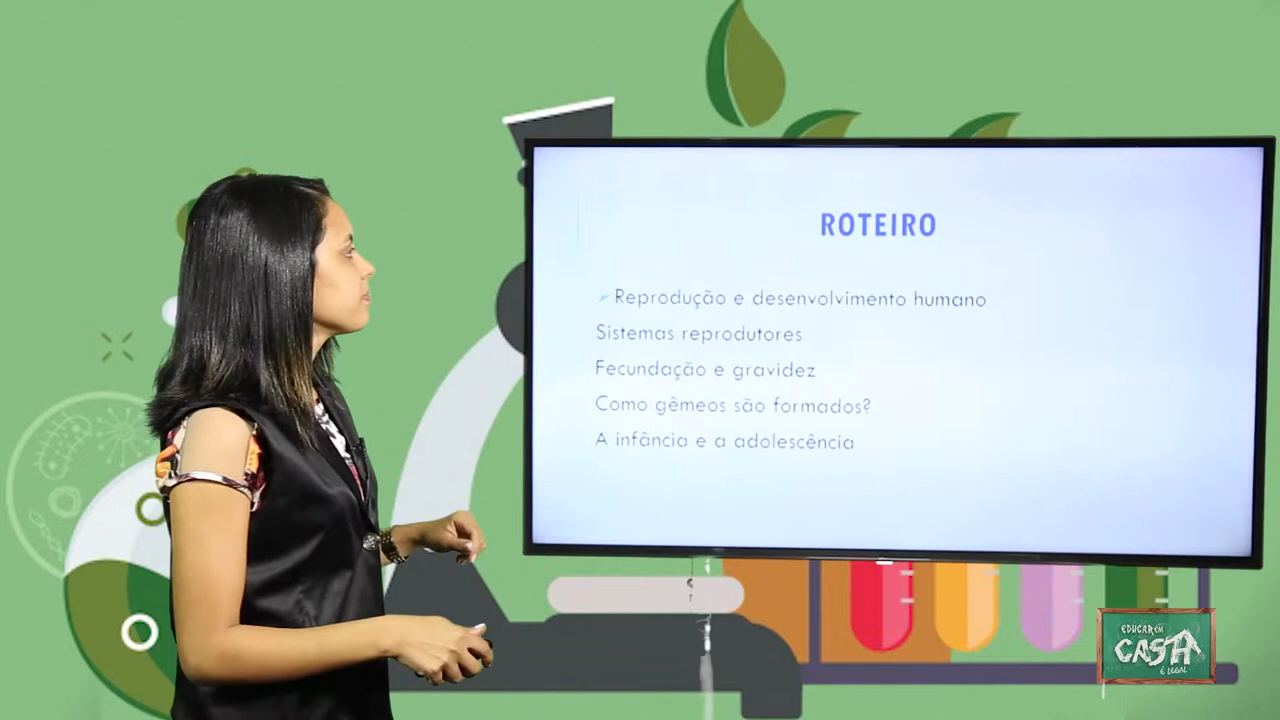 ROTEIRO
Reprodução e desenvolvimento humano
Sistemas reprodutores
Fecundação e gravidez
Como gêmeos são formados?
A infância e a adolescência
EDUCAR EM
CASA
É LEGAL